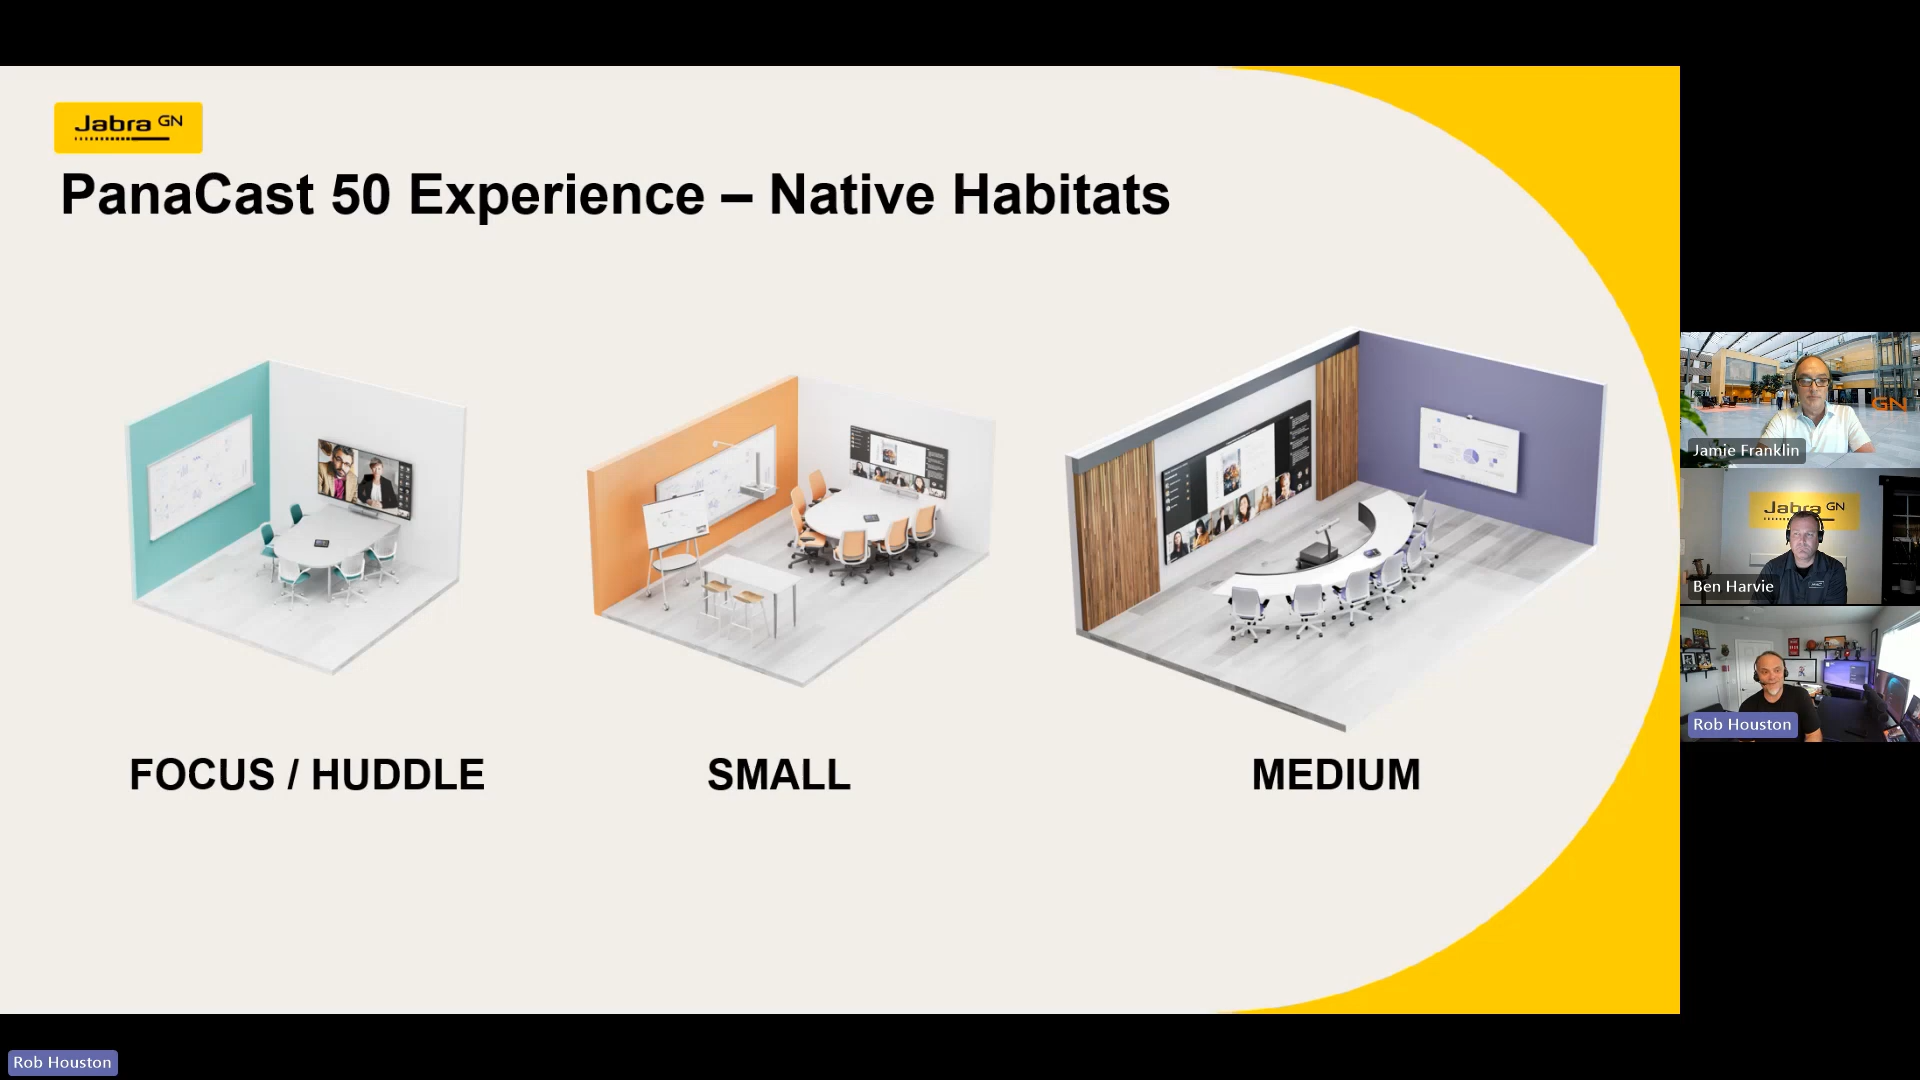 Jabra GN
PanaCast 50 Experience – Native Habitats
FOCUS / HUDDLE
SMALL
MEDIUM
GN
Jamie Franklin
Jabra GN
Ben Harvie
Rob Houston
Rob Houston